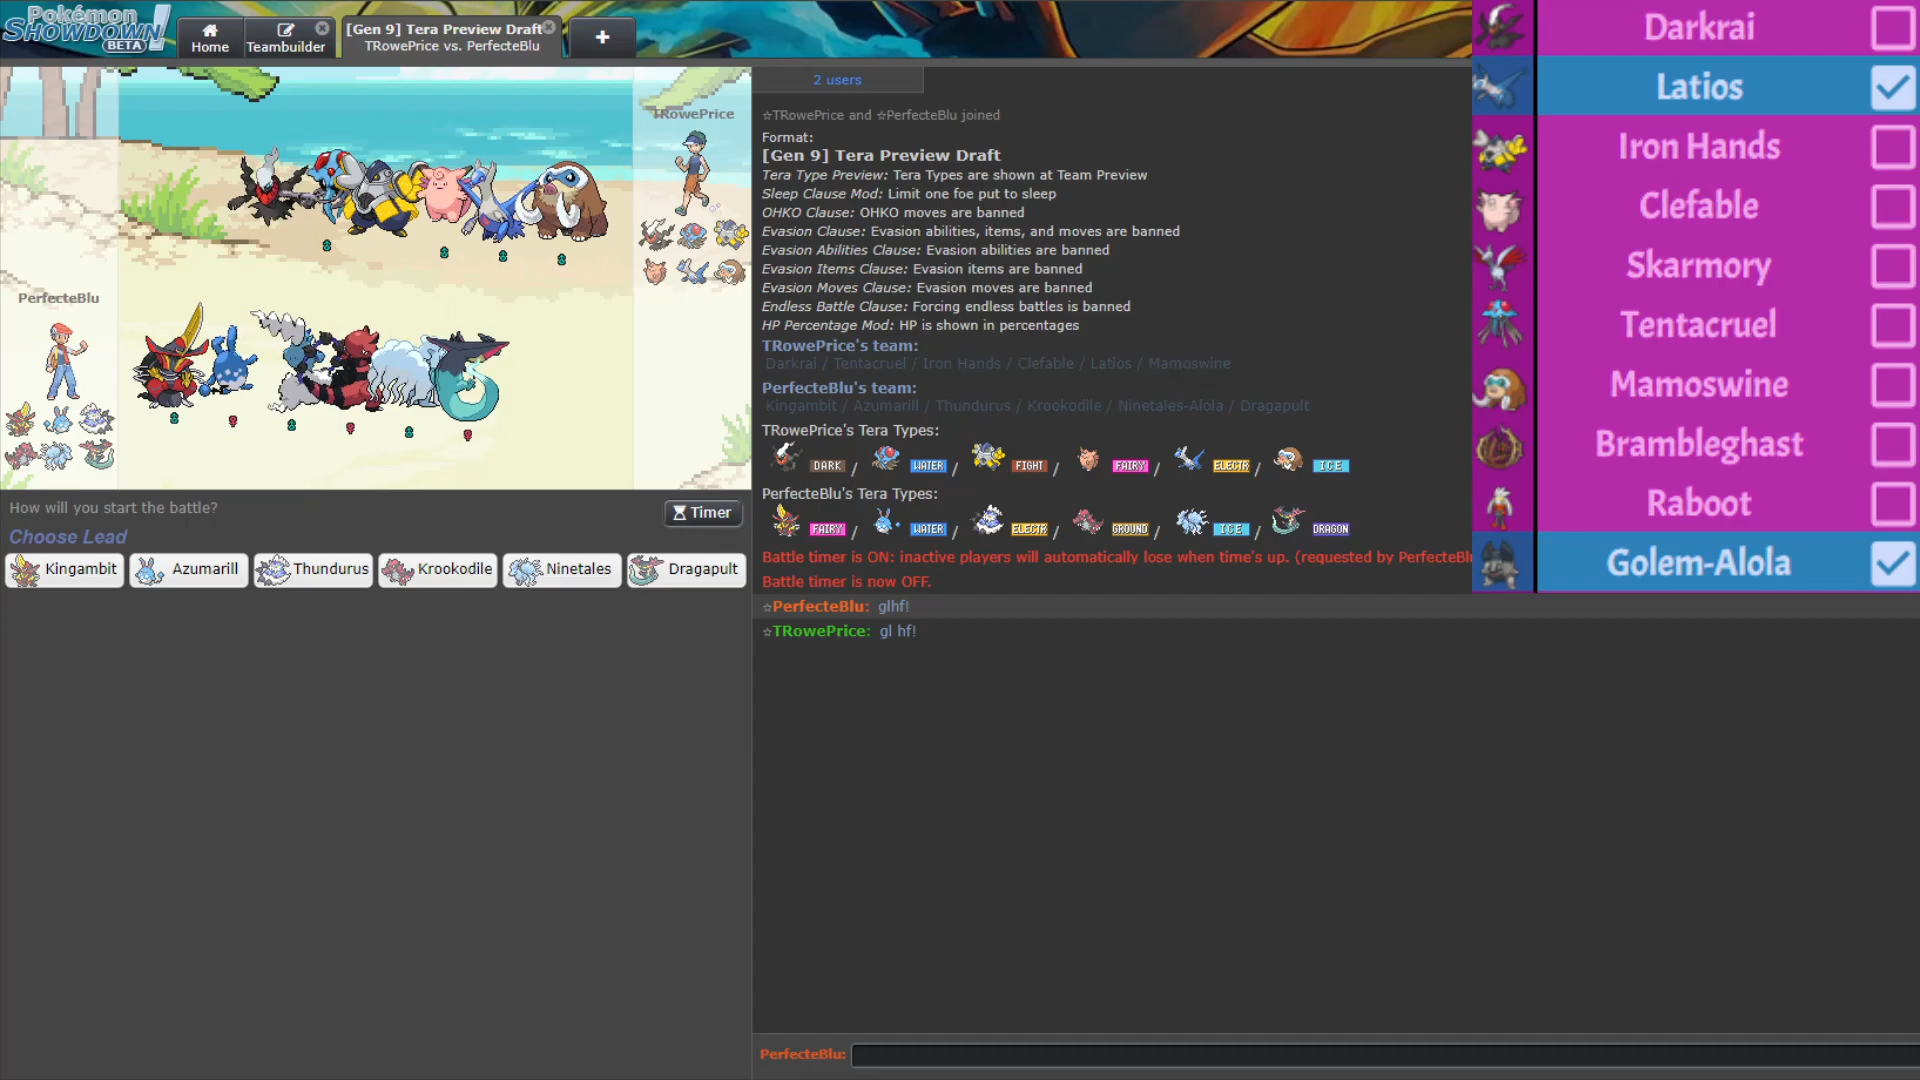 Pokémon
SHOWDOWN!
BETA
Home
Teambuilder
[Gen 9] Tera Preview Draft
TRowePrice vs. PerfecteBlu
+
TRowePrice
PerfecteBlu
How will you start the battle?
Timer
Choose Lead
Kingambit
Azumarill
Thundurus
Krookodile
Ninetales
Dragapult
2 users
☆TRowePrice and ☆PerfecteBlu joined
Format:
[Gen 9] Tera Preview Draft
Tera Type Preview: Tera Types are shown at Team Preview
Sleep Clause Mod: Limit one foe put to sleep
OHKO Clause: OHKO moves are banned
Evasion Clause: Evasion abilities, items, and moves are banned
Evasion Abilities Clause: Evasion abilities are banned
Evasion Items Clause: Evasion items are banned
Evasion Moves Clause: Evasion moves are banned
Endless Battle Clause: Forcing endless battles is banned
HP Percentage Mod: HP is shown in percentages
TRowePrice's team:
Darkrai / Tentacruel / Iron Hands / Clefable / Latios / Mamoswine
PerfecteBlu's team:
Kingambit / Azumarill / Thundurus / Krookodile / Ninetales-Alola / Dragapult
TRowePrice's Tera Types:
DARK / WATER / FIGHT / FAIRY / ELECTR / ICE
PerfecteBlu's Tera Types:
FAIRY / WATER / ELECTR / GROUND / ICE / DRAGON
Battle timer is ON: inactive players will automatically lose when time's up. (requested by PerfecteBlu
Battle timer is now OFF.
☆PerfecteBlu: glhf!
☆TRowePrice: gl hf!
PerfecteBlu:
Darkrai
Latios
Iron Hands
Clefable
Skarmory
Tentacruel
Mamoswine
Brambleghast
Raboot
Golem-Alola